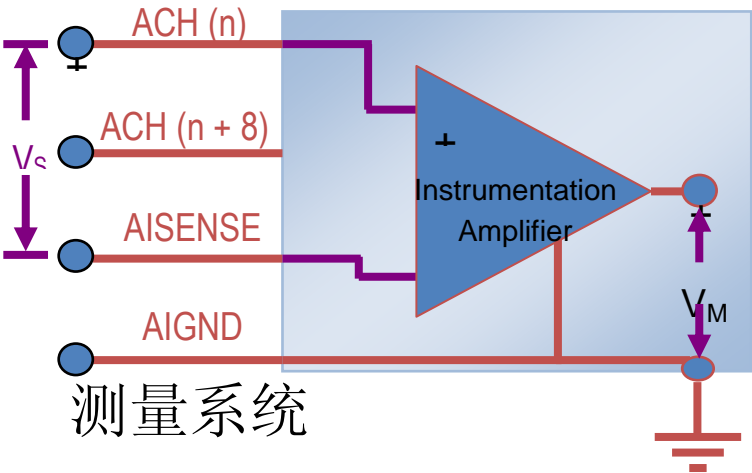 ACH (n)
+
ACH (n + 8)
VS
+
Instrumentation
Amplifier
+
AISENSE
VM
AIGND
测量系统